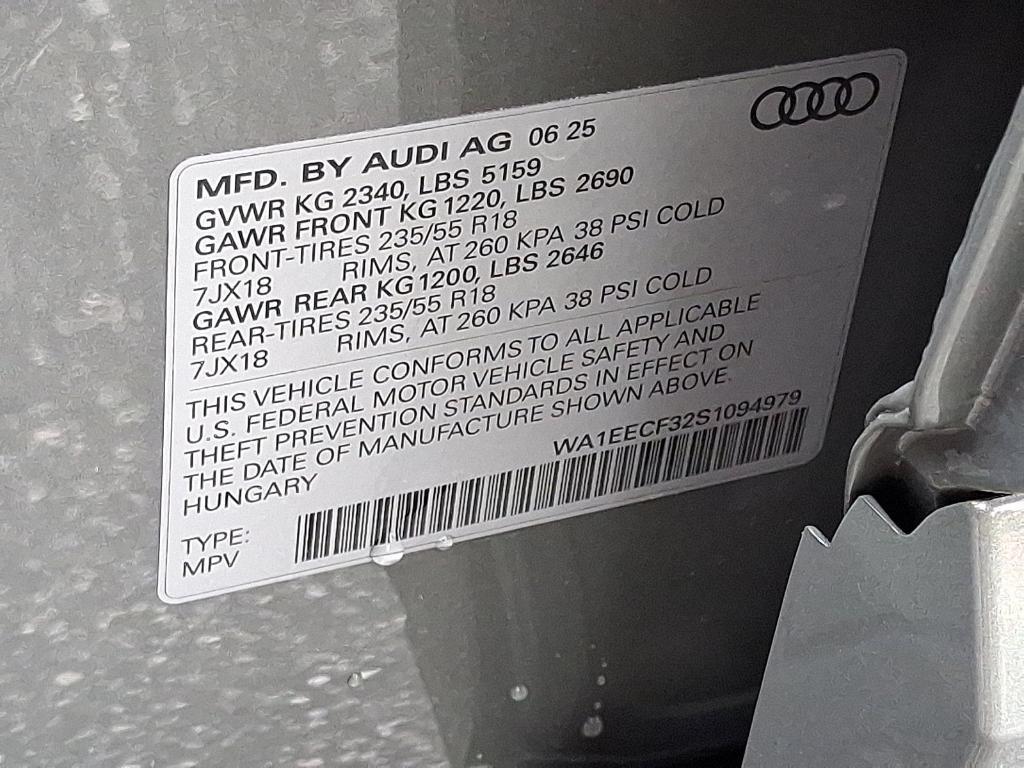 MFD. BY AUDI AG 06 25
GVWR KG 2340, LBS 5159
GAWR FRONT KG 1220, LBS 2690
FRONT-TIRES 235/55 R18
7JX18 RIMS, AT 260 KPA 38 PSI COLD
GAWR REAR KG 1200, LBS 2646
REAR-TIRES 235/55 R18
7JX18 RIMS, AT 260 KPA 38 PSI COLD
THIS VEHICLE CONFORMS TO ALL APPLICABLE
U.S. FEDERAL MOTOR VEHICLE SAFETY AND
THEFT PREVENTION STANDARDS IN EFFECT ON
THE DATE OF MANUFACTURE SHOWN ABOVE.
HUNGARY WA1EECF32S1094979
TYPE:
MPV